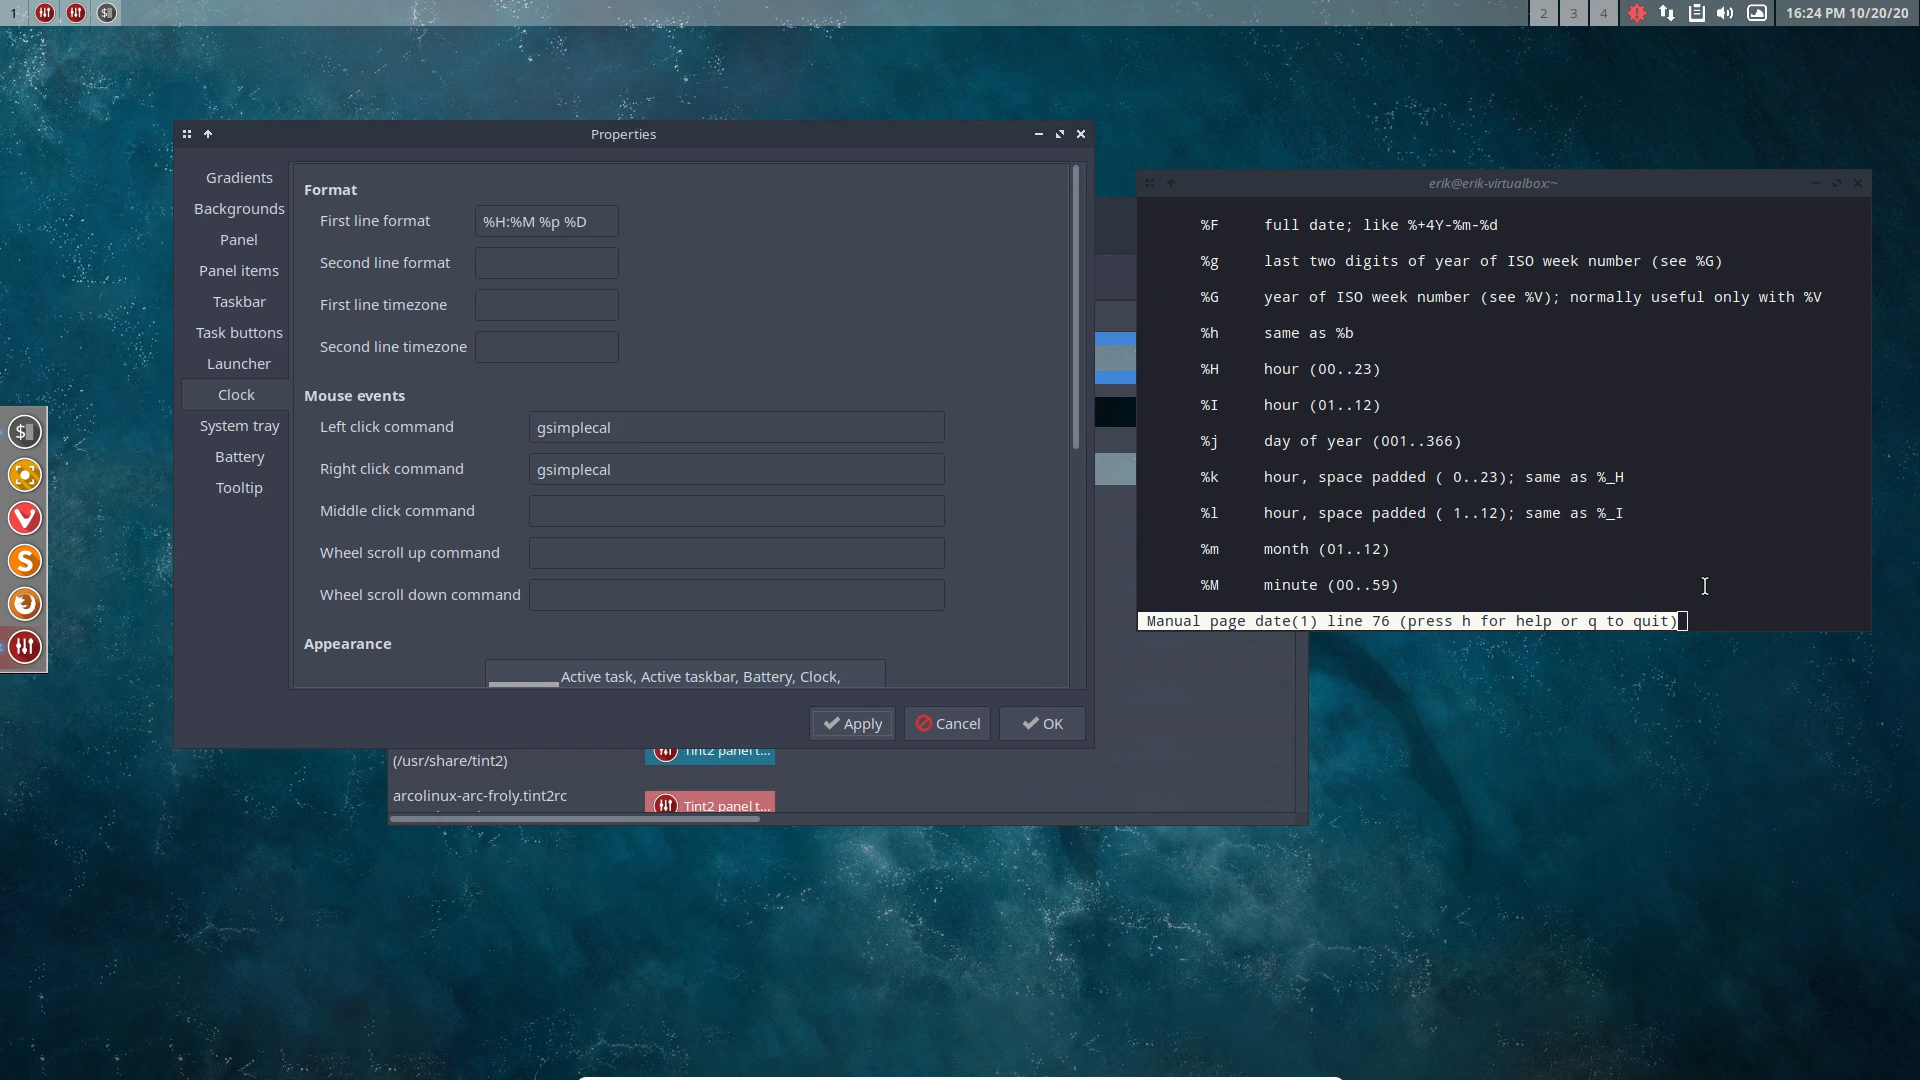 1
2
3
4
16:24 PM 10/20/20
Properties
Gradients
Backgrounds
Panel
Panel items
Taskbar
Task buttons
Launcher
Clock
System tray
Battery
Tooltip
Format
First line format %H:%M %p %D
Second line format
First line timezone
Second line timezone
Mouse events
Left click command gsimplecal
Right click command gsimplecal
Middle click command
Wheel scroll up command
Wheel scroll down command
Appearance
Active task, Active taskbar, Battery, Clock,
Apply
Cancel
OK
(/usr/share/tint2)
Tint2 panel t...
arcolinux-arc-froly.tint2rc
Tint2 panel t...
erik@erik-virtualbox:~
%F full date; like %+4Y-%m-%d
%g last two digits of year of ISO week number (see %G)
%G year of ISO week number (see %V); normally useful only with %V
%h same as %b
%H hour (00..23)
%I hour (01..12)
%j day of year (001..366)
%k hour, space padded ( 0..23); same as %_H
%l hour, space padded ( 1..12); same as %_I
%m month (01..12)
%M minute (00..59)
Manual page date(1) line 76 (press h for help or q to quit)